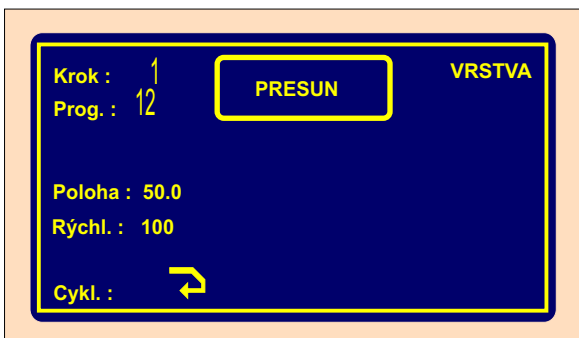 Krok : 1
PRESUN
VRSTVA
Prog. : 12
Poloha : 50.0
Rýchl. : 100
Cykl. :